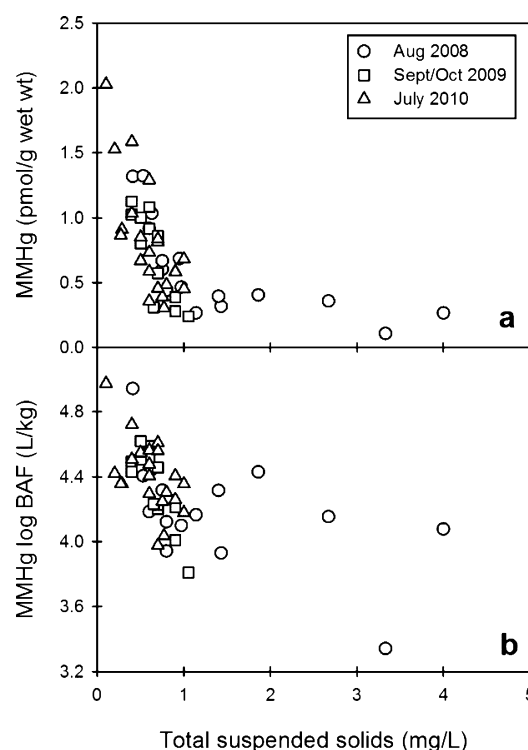 2.5
2.0
1.5
1.0
0.5
0.0
MMHg (pmol/g wet wt)
Aug 2008
Sept/Oct 2009
July 2010
a
4.8
4.4
4.0
3.6
3.2
MMHg log BAF (L/kg)
b
0 1 2 3 4 5
Total suspended solids (mg/L)